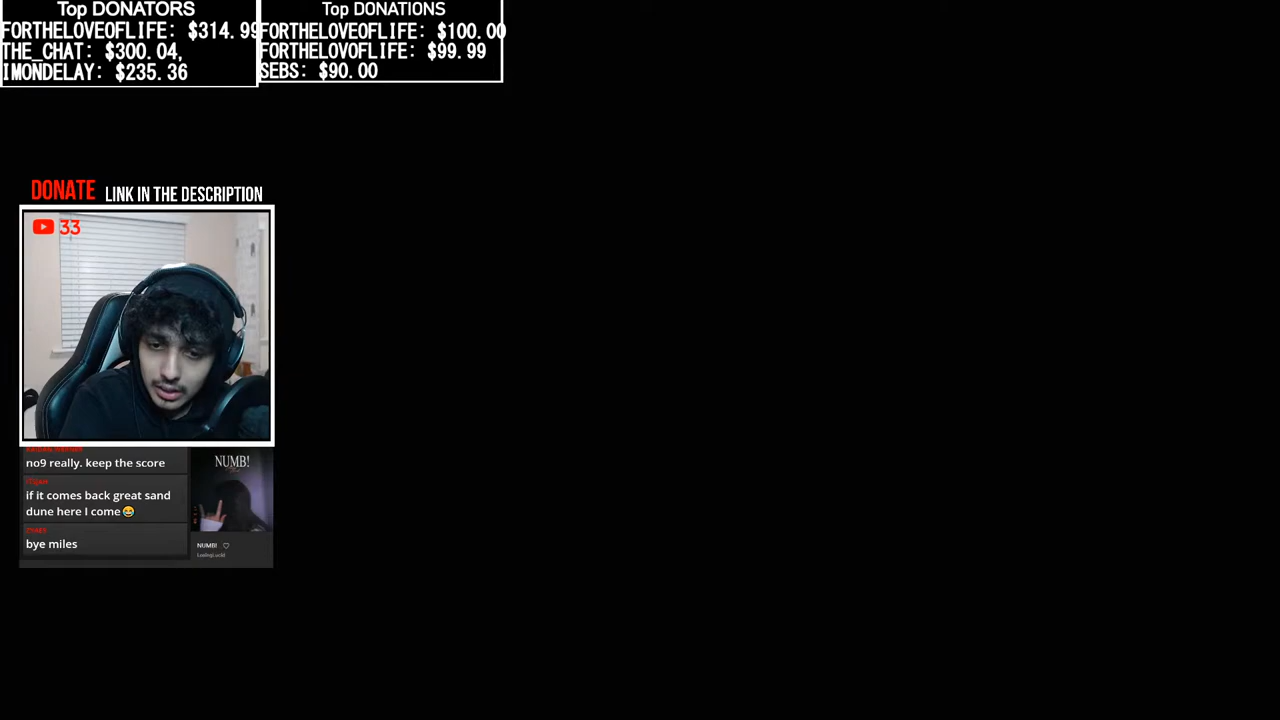 Top DONATORS
FORTHELOVEOFLIFE: $314.99
THE_CHAT: $300.04,
IMONDELAY: $235.36
Top DONATIONS
FORTHELOVEOFLIFE: $100.00
FORTHELOVOFLIFE: $99.99
SEBS: $90.00
DONATE LINK IN THE DESCRIPTION
33
no9 really. keep the score
if it comes back great sand
dune here I come😂
bye miles
NUMB!
NUMB!